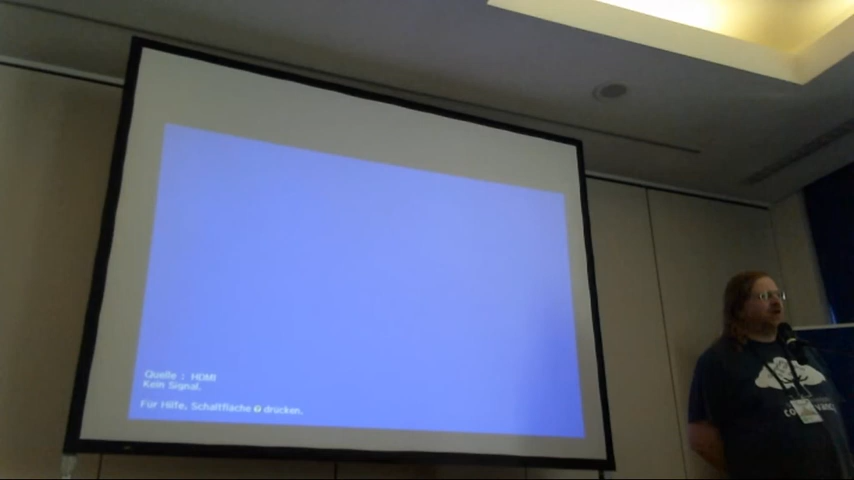 Quelle : HDMI
Kein Signal.
Für Hilfe, Schaltfläche ? drücken.